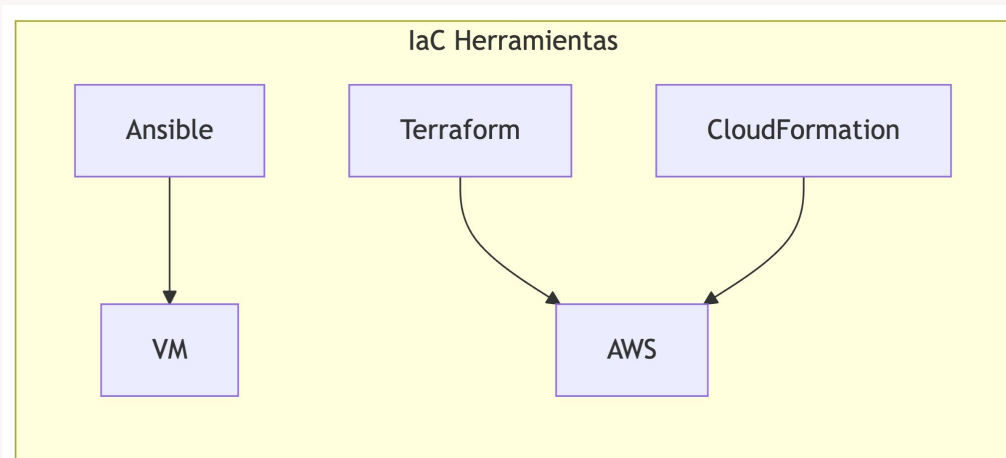 IaC Herramientas
Ansible
Terraform
CloudFormation
VM
AWS